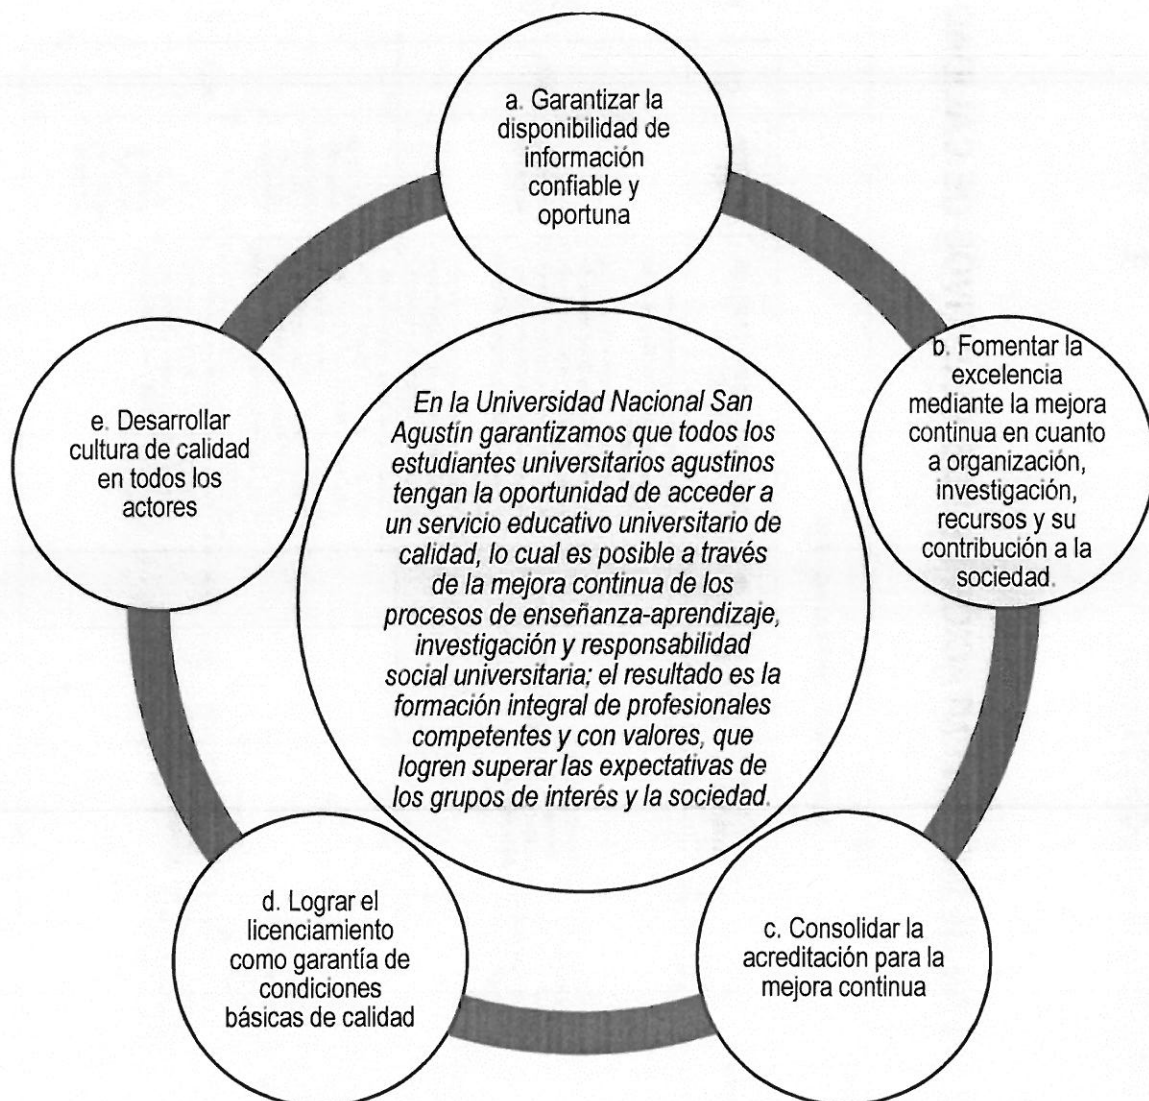 a. Garantizar la
disponibilidad de
información
confiable y
oportuna
b. Fomentar la
excelencia
mediante la mejora
continua en cuanto
a organización,
investigación,
recursos y su
contribución a la
sociedad.
c. Consolidar la
acreditación para la
mejora continua
d. Lograr el
licenciamiento
como garantía de
condiciones
básicas de calidad
e. Desarrollar
cultura de calidad
en todos los
actores
En la Universidad Nacional San
Agustín garantizamos que todos los
estudiantes universitarios agustinos
tengan la oportunidad de acceder a
un servicio educativo universitario de
calidad, lo cual es posible a través
de la mejora continua de los
procesos de enseñanza-aprendizaje,
investigación y responsabilidad
social universitaria; el resultado es la
formación integral de profesionales
competentes y con valores, que
logren superar las expectativas de
los grupos de interés y la sociedad.